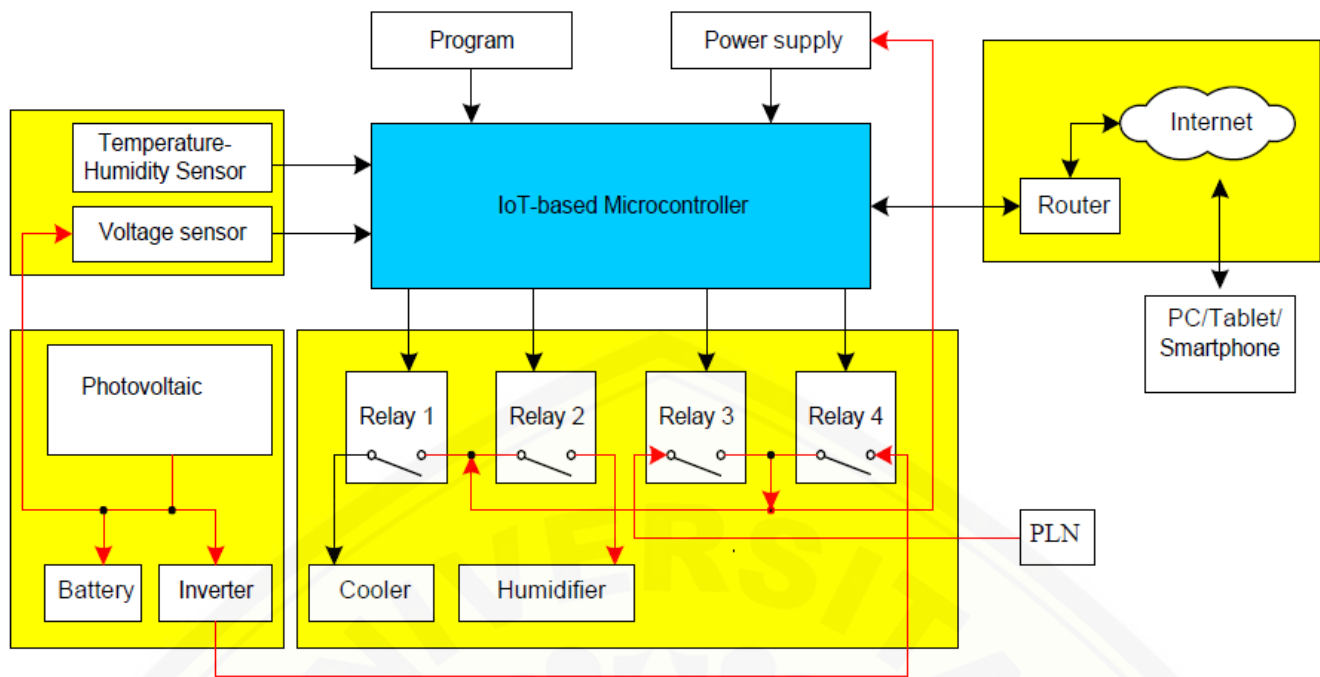 Program
Power supply
Temperature-
Humidity Sensor
Voltage sensor
IoT-based Microcontroller
Internet
Router
PC/Tablet/
Smartphone
Photovoltaic
Relay 1
Relay 2
Relay 3
Relay 4
PLN
Battery
Inverter
Cooler
Humidifier
UNIVERSITA